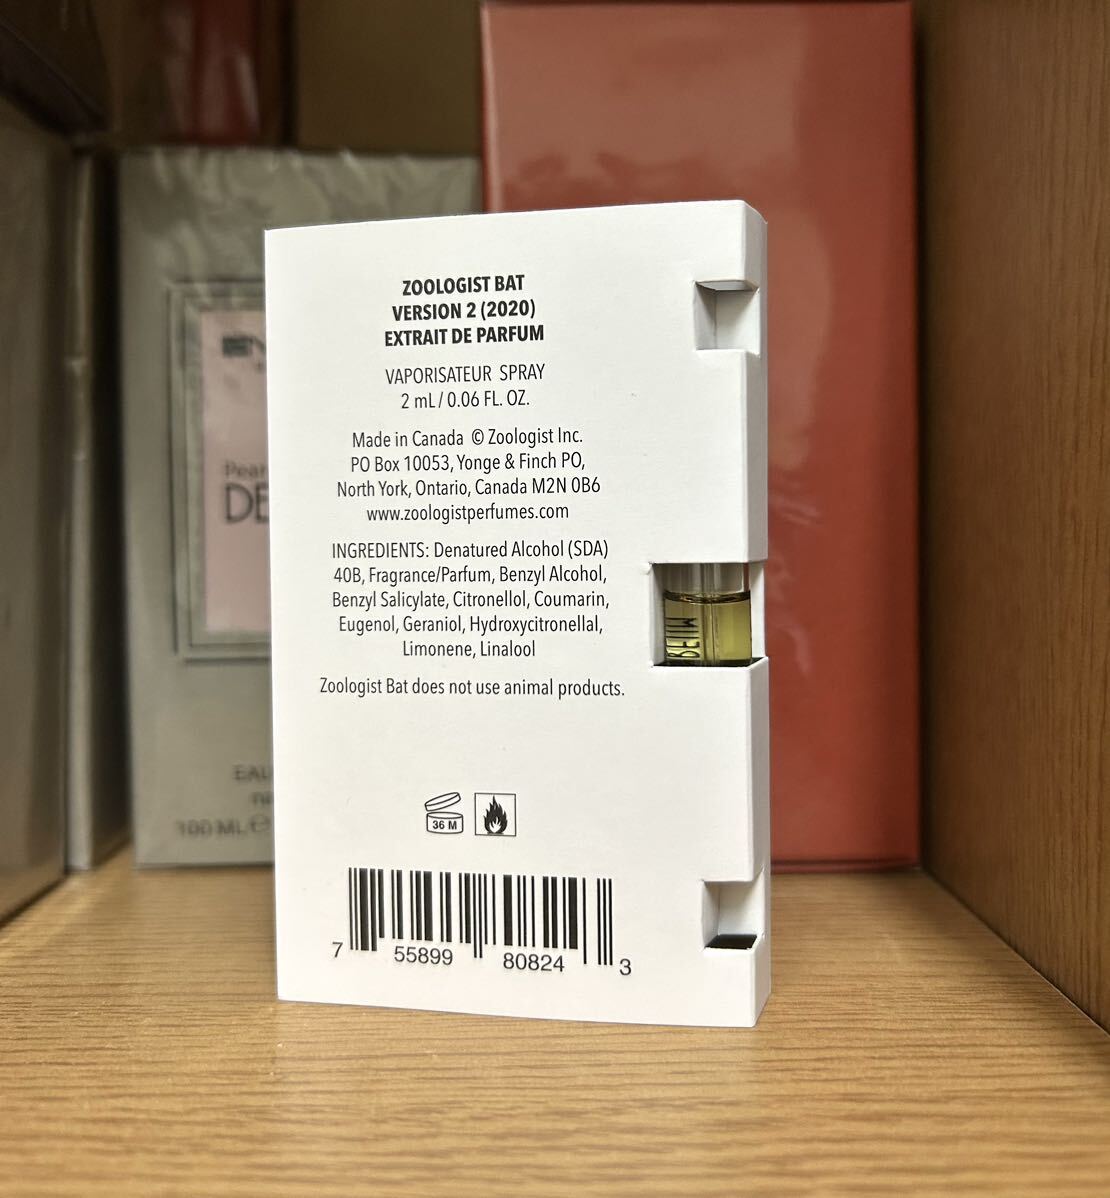 ZOOLOGIST BAT
VERSION 2 (2020)
EXTRAIT DE PARFUM
VAPORISATEUR SPRAY
2 mL / 0.06 FL. OZ.
Made in Canada © Zoologist Inc.
PO Box 10053, Yonge & Finch PO,
North York, Ontario, Canada M2N 0B6
www.zoologistperfumes.com
INGREDIENTS: Denatured Alcohol (SDA)
40B, Fragrance/Parfum, Benzyl Alcohol,
Benzyl Salicylate, Citronellol, Coumarin,
Eugenol, Geraniol, Hydroxycitronellal,
Limonene, Linalool
Zoologist Bat does not use animal products.
36 M
7 55899 80824 3
Pear
DE
EAU
100 ML e